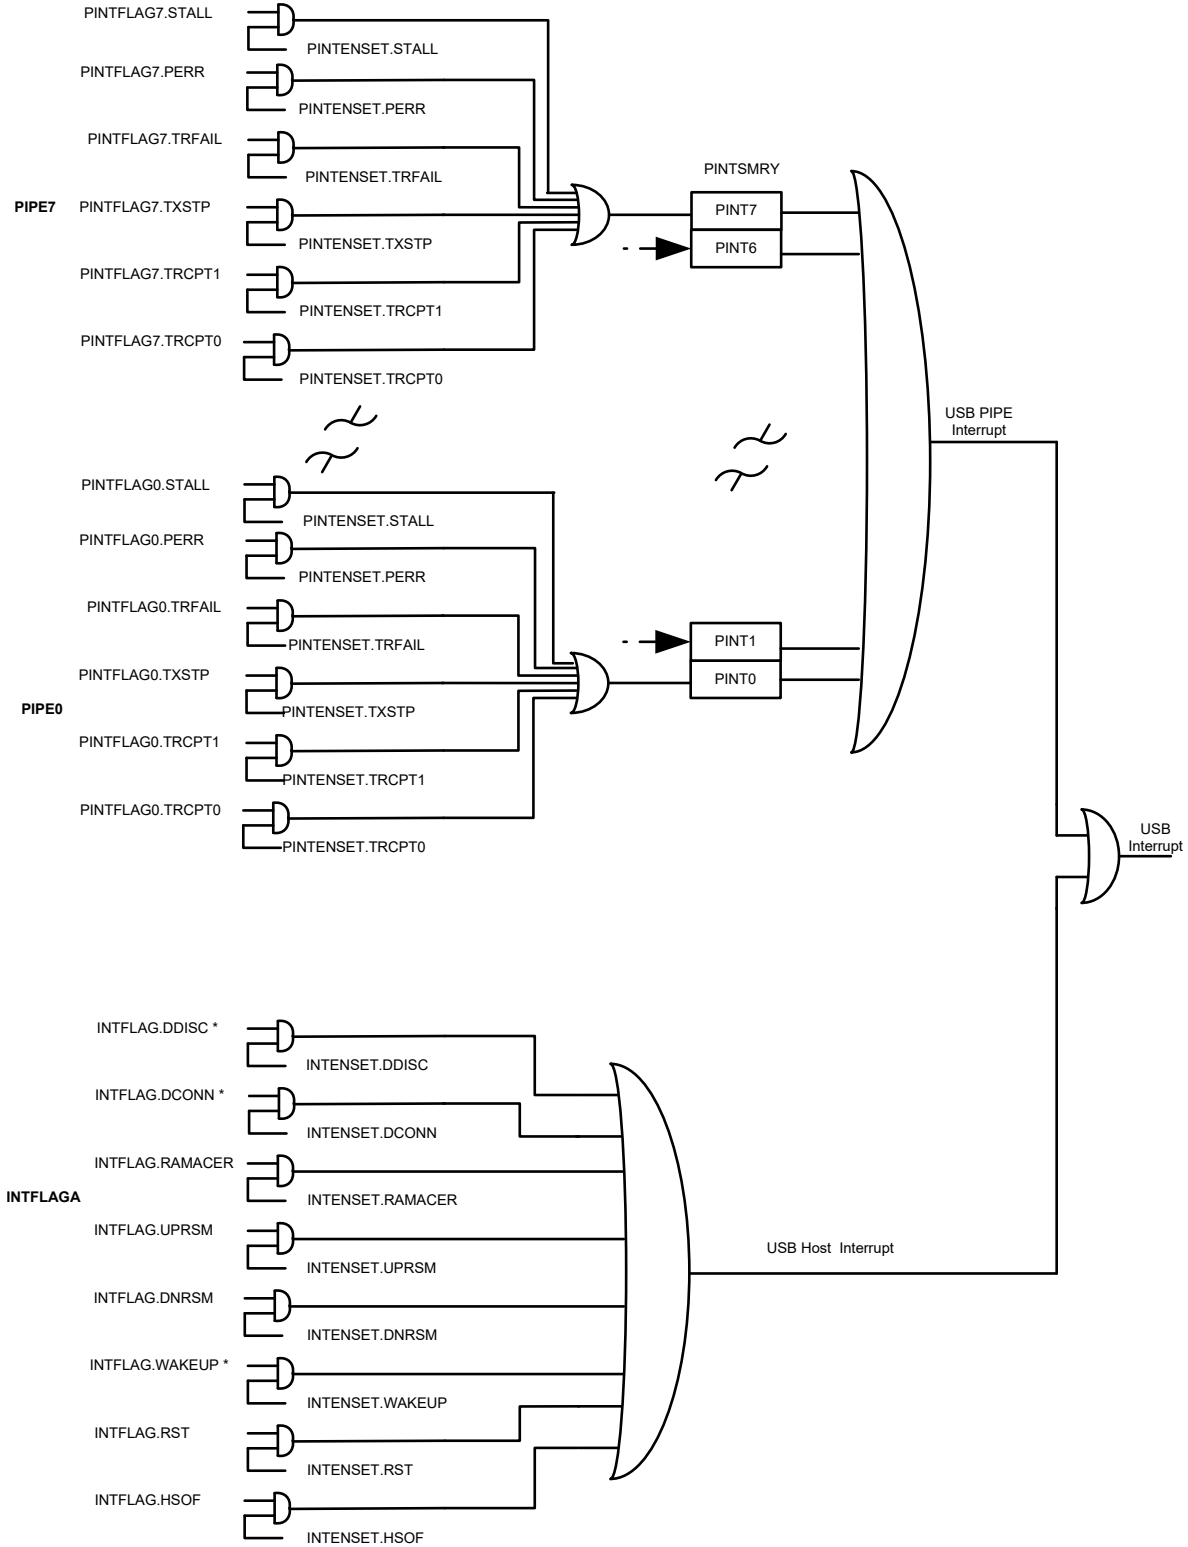 PINTFLAG7.STALL
PINTENSET.STALL
PINTFLAG7.PERR
PINTENSET.PERR
PINTFLAG7.TRFAIL
PINTENSET.TRFAIL
PIPE7
PINTFLAG7.TXSTP
PINTENSET.TXSTP
PINTFLAG7.TRCPT1
PINTENSET.TRCPT1
PINTFLAG7.TRCPT0
PINTENSET.TRCPT0
PINTSMRY
PINT7
PINT6
USB PIPE
Interrupt
PINTFLAG0.STALL
PINTENSET.STALL
PINTFLAG0.PERR
PINTENSET.PERR
PINTFLAG0.TRFAIL
PINTENSET.TRFAIL
PINTFLAG0.TXSTP
PIPE0
PINTENSET.TXSTP
PINTFLAG0.TRCPT1
PINTENSET.TRCPT1
PINTFLAG0.TRCPT0
PINTENSET.TRCPT0
PINT1
PINT0
USB
Interrupt
INTFLAG.DDISC *
INTENSET.DDISC
INTFLAG.DCONN *
INTENSET.DCONN
INTFLAG.RAMACER
INTFLAGA
INTENSET.RAMACER
INTFLAG.UPRSM
INTENSET.UPRSM
USB Host  Interrupt
INTFLAG.DNRSM
INTENSET.DNRSM
INTFLAG.WAKEUP *
INTENSET.WAKEUP
INTFLAG.RST
INTENSET.RST
INTFLAG.HSOF
INTENSET.HSOF